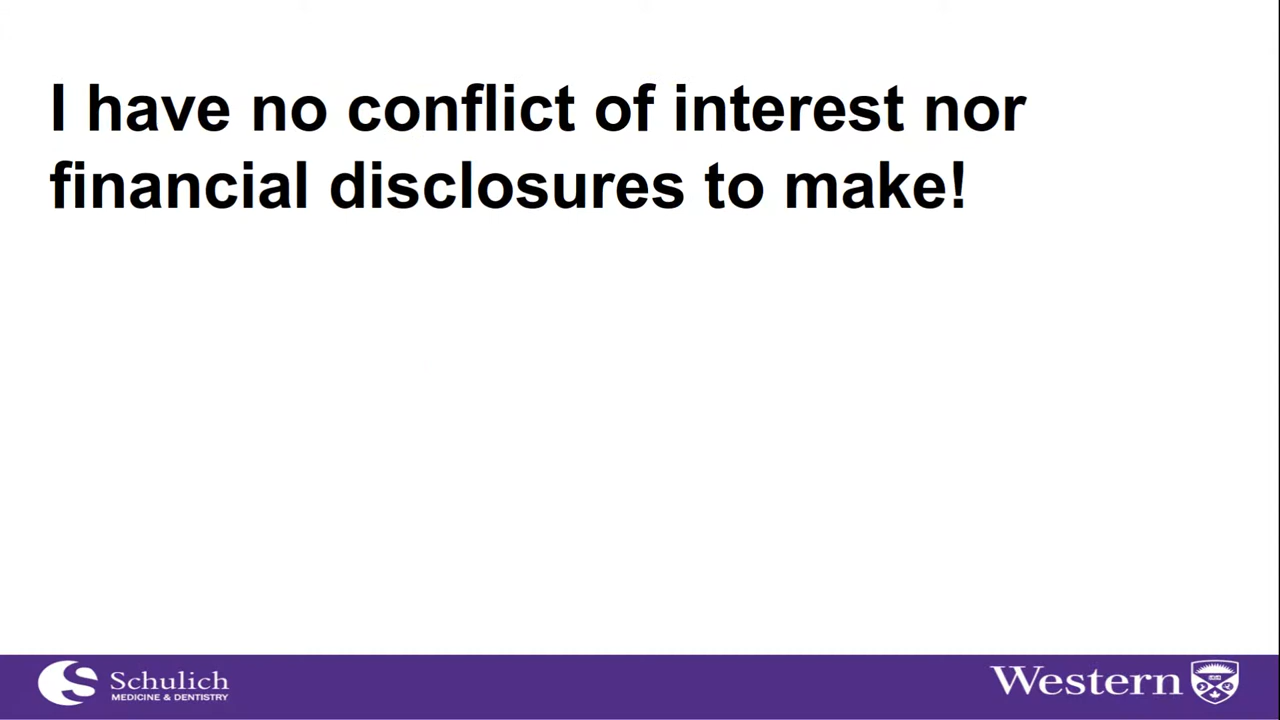 I have no conflict of interest nor
financial disclosures to make!
Schulich
MEDICINE & DENTISTRY
Western